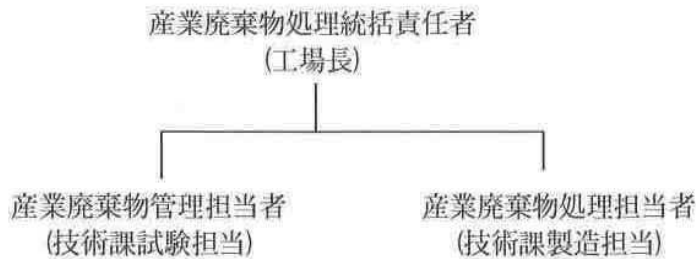 産業廃棄物処理統括責任者
(工場長)
産業廃棄物管理担当者
(技術課試験担当)
産業廃棄物処理担当者
(技術課製造担当)